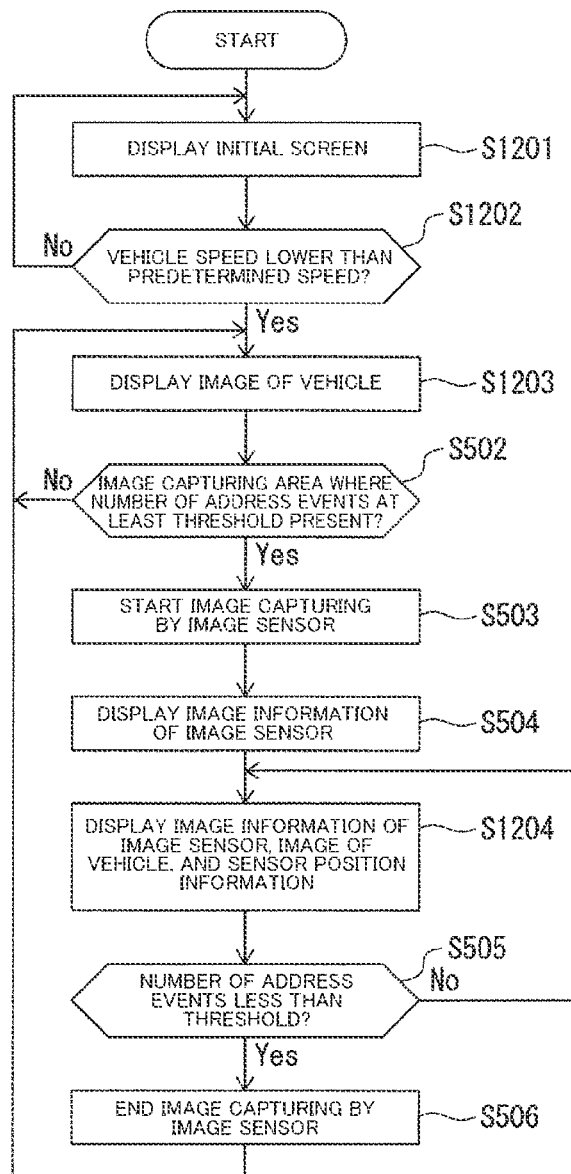 START
DISPLAY INITIAL SCREEN
S1201
S1202
No
VEHICLE SPEED LOWER THAN
PREDETERMINED SPEED?
Yes
DISPLAY IMAGE OF VEHICLE
S1203
S502
No
IMAGE CAPTURING AREA WHERE
NUMBER OF ADDRESS EVENTS AT
LEAST THRESHOLD PRESENT?
Yes
START IMAGE CAPTURING
BY IMAGE SENSOR
S503
DISPLAY IMAGE INFORMATION
OF IMAGE SENSOR
S504
DISPLAY IMAGE INFORMATION OF
IMAGE SENSOR, IMAGE OF
VEHICLE, AND SENSOR POSITION
INFORMATION
S1204
S505
NUMBER OF ADDRESS
EVENTS LESS THAN
THRESHOLD?
No
Yes
END IMAGE CAPTURING BY
IMAGE SENSOR
S506